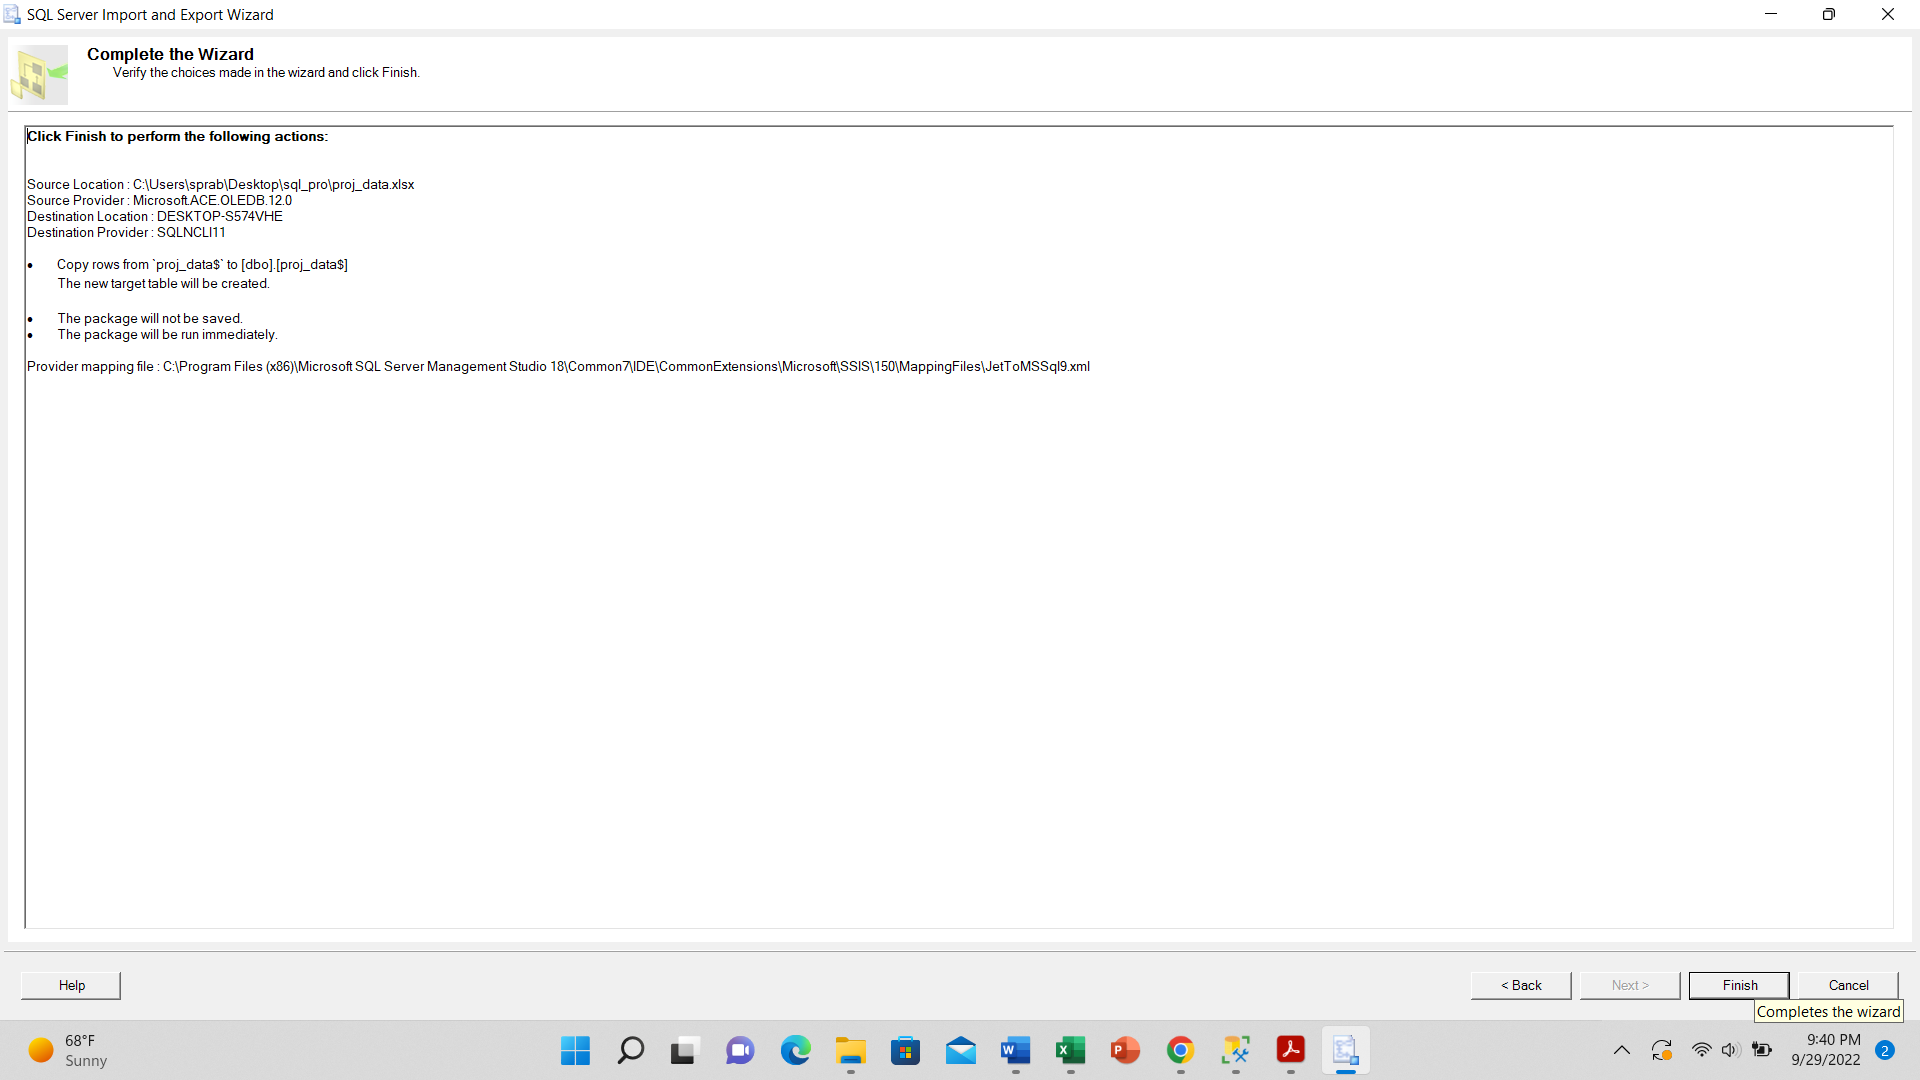 SQL Server Import and Export Wizard
Complete the Wizard
Verify the choices made in the wizard and click Finish.
Click Finish to perform the following actions:
Source Location : C:\Users\sprab\Desktop\sql_pro\proj_data.xlsx
Source Provider : Microsoft.ACE.OLEDB.12.0
Destination Location : DESKTOP-S574VHE
Destination Provider : SQLNCLI11
• Copy rows from `proj_data$` to [dbo].[proj_data$]
The new target table will be created.
• The package will not be saved.
• The package will be run immediately.
Provider mapping file : C:\Program Files (x86)\Microsoft SQL Server Management Studio 18\Common7\IDE\CommonExtensions\Microsoft\SSIS\150\MappingFiles\JetToMSSql9.xml
Help
< Back
Next >
Finish
Cancel
Completes the wizard
68°F
Sunny
W
X
P
9:40 PM
9/29/2022
2